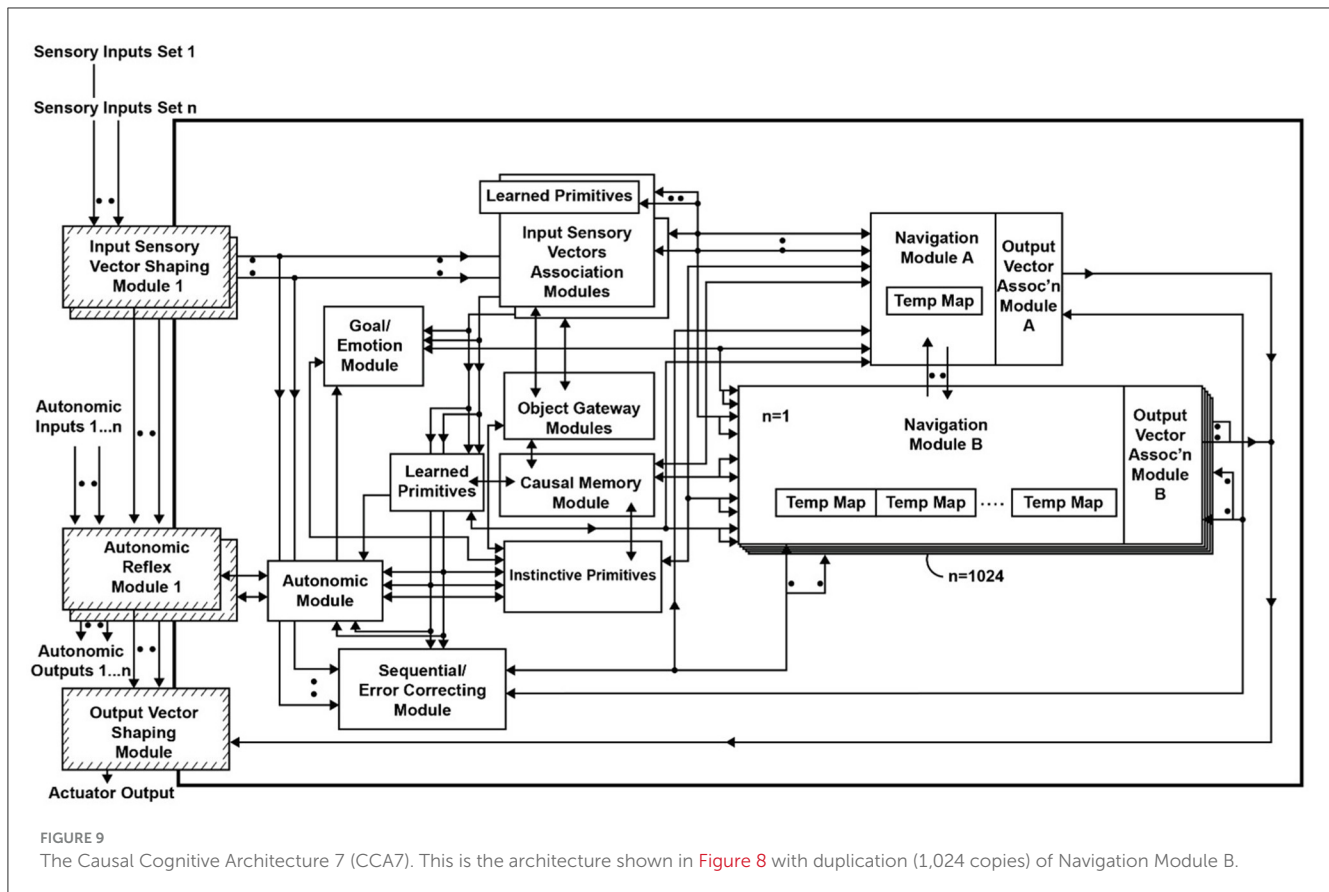 Sensory Inputs Set 1
Sensory Inputs Set n
Learned Primitives
Input Sensory
Vectors
Association
Modules
Input Sensory
Vector Shaping
Module 1
Navigation
Module A
Temp Map
Output
Vector
Assoc'n
Module
A
Goal/
Emotion
Module
Object Gateway
Modules
Autonomic
Inputs 1...n
n=1
Navigation
Module B
Temp Map Temp Map .... Temp Map
Output
Vector
Assoc'n
Module
B
Learned
Primitives
Causal Memory
Module
Autonomic
Reflex
Module 1
Autonomic
Module
Instinctive Primitives
n=1024
Autonomic
Outputs 1...n
Sequential/
Error Correcting
Module
Output Vector
Shaping
Module
Actuator Output
FIGURE 9
The Causal Cognitive Architecture 7 (CCA7). This is the architecture shown in Figure 8 with duplication (1,024 copies) of Navigation Module B.